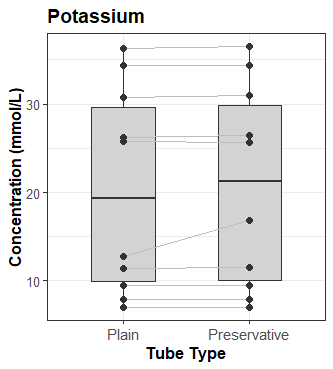 Potassium
Concentration (mmol/L)
30
20
10
Plain
Preservative
Tube Type